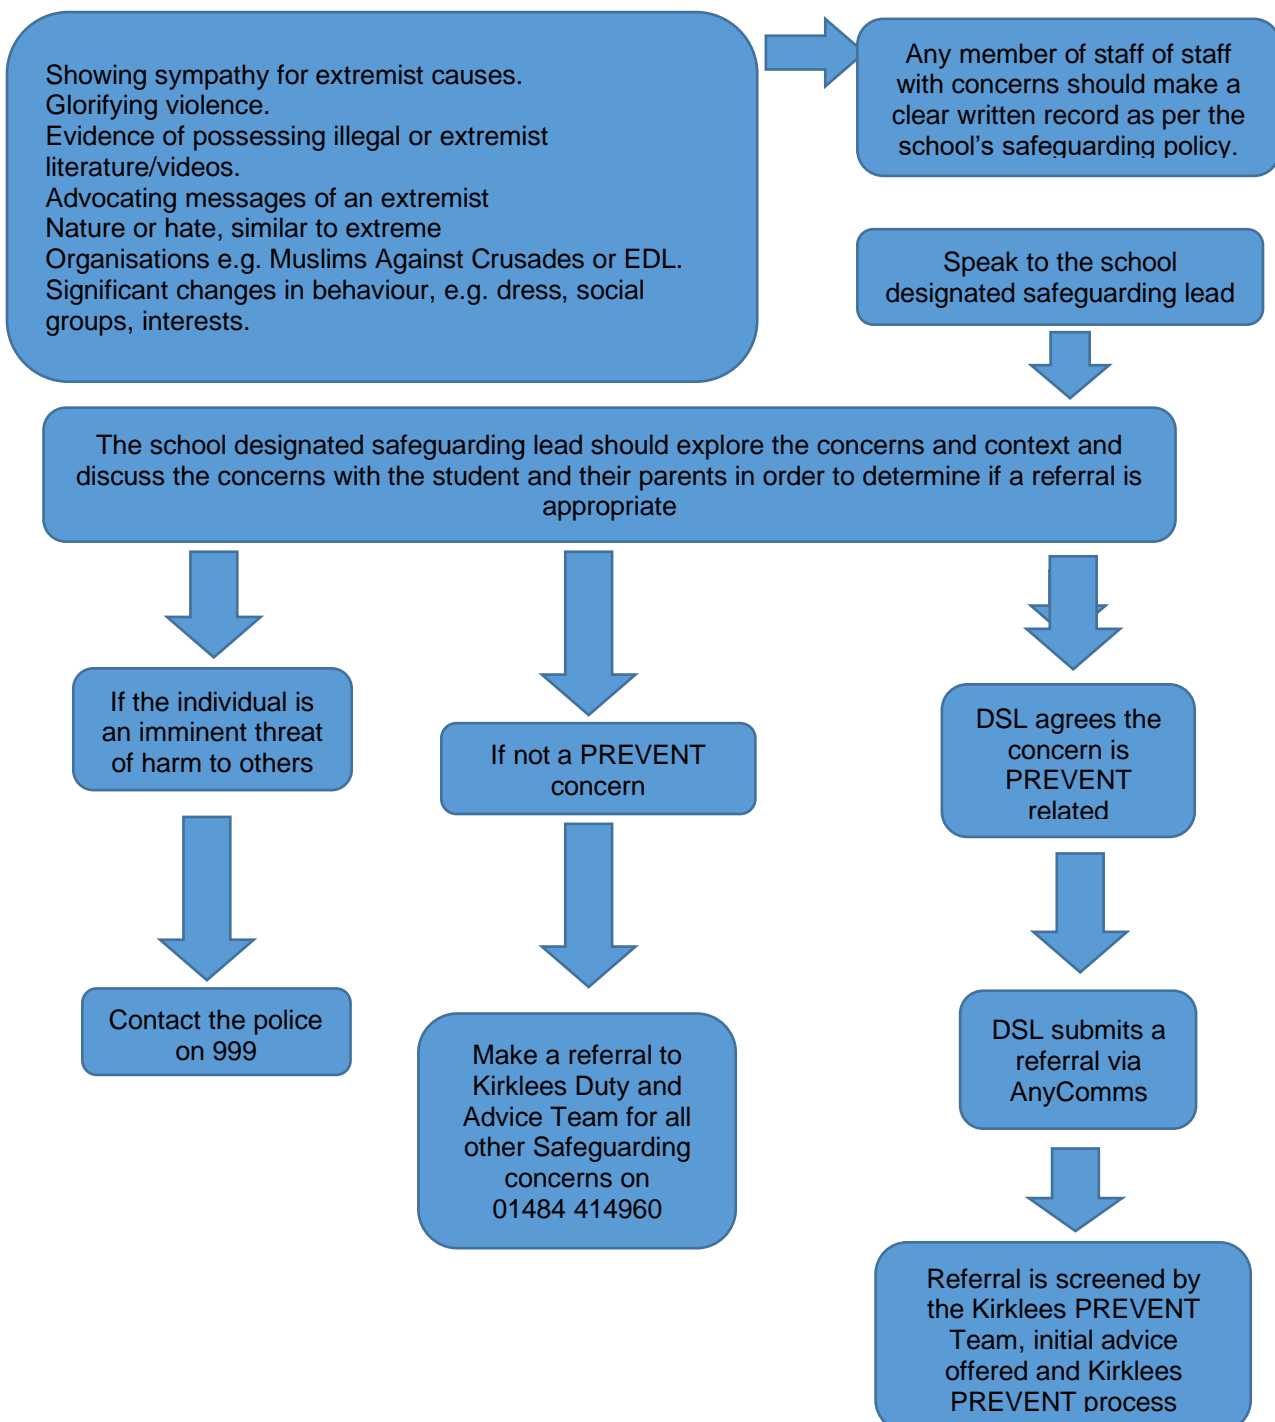 Showing sympathy for extremist causes.
Glorifying violence.
Evidence of possessing illegal or extremist
literature/videos.
Advocating messages of an extremist
Nature or hate, similar to extreme
Organisations e.g. Muslims Against Crusades or EDL.
Significant changes in behaviour, e.g. dress, social
groups, interests.
Any member of staff of staff
with concerns should make a
clear written record as per the
school’s safeguarding policy.
Speak to the school
designated safeguarding lead
The school designated safeguarding lead should explore the concerns and context and
discuss the concerns with the student and their parents in order to determine if a referral is
appropriate
If the individual is
an imminent threat
of harm to others
Contact the police
on 999
If not a PREVENT
concern
Make a referral to
Kirklees Duty and
Advice Team for all
other Safeguarding
concerns on
01484 414960
DSL agrees the
concern is
PREVENT
related
DSL submits a
referral via
AnyComms
Referral is screened by
the Kirklees PREVENT
Team, initial advice
offered and Kirklees
PREVENT process